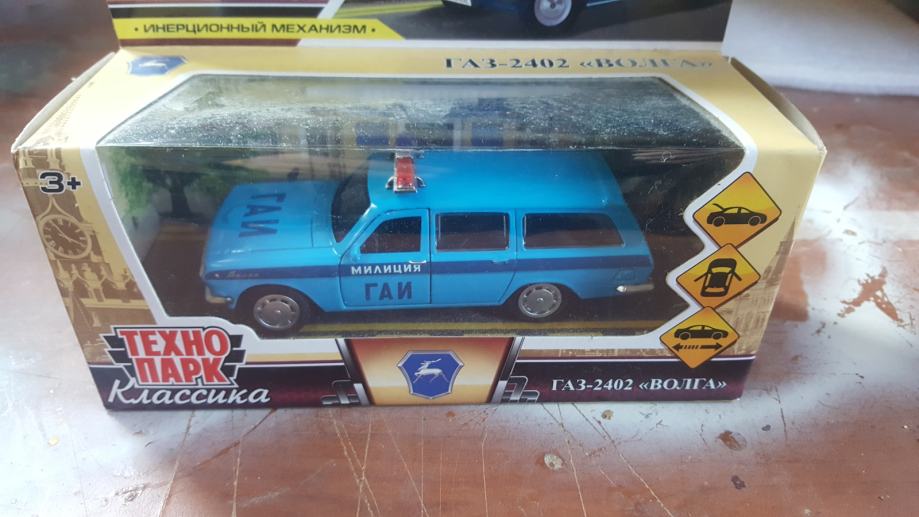 • ИНЕРЦИОННЫЙ МЕХАНИЗМ •
ГАЗ-2402 «ВОЛГА»
3+
ГАИ
МИЛИЦИЯ
ГАИ
ТЕХНО
ПАРК
Классика
ГАЗ-2402 «ВОЛГА»